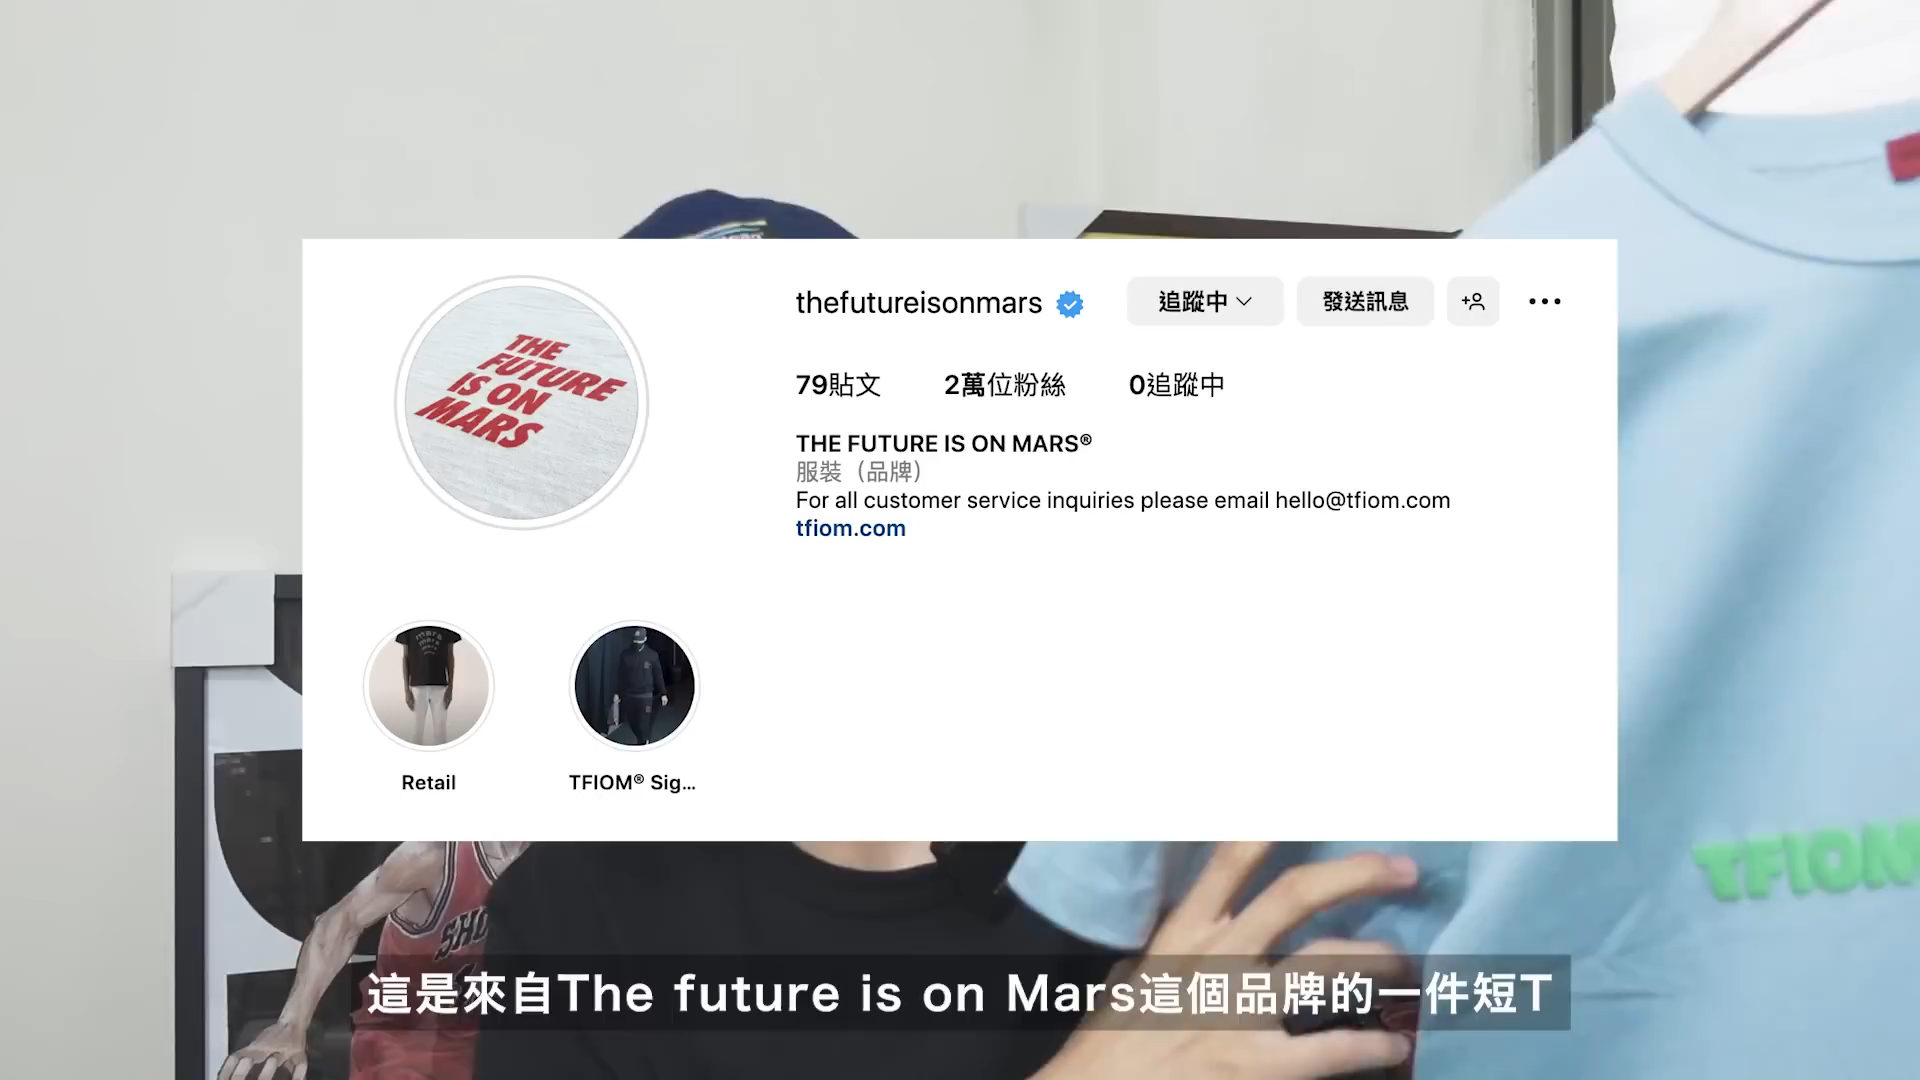 thefutureisonmars
追蹤中
發送訊息
79貼文 2萬位粉絲 0追蹤中
THE FUTURE IS ON MARS®
服裝（品牌）
For all customer service inquiries please email hello@tfiom.com
tfiom.com
THE
FUTURE
IS ON
MARS
mars
mars
Retail
TFIOM® Sig...
SHO
TFIOM
這是來自The future is on Mars這個品牌的一件短T